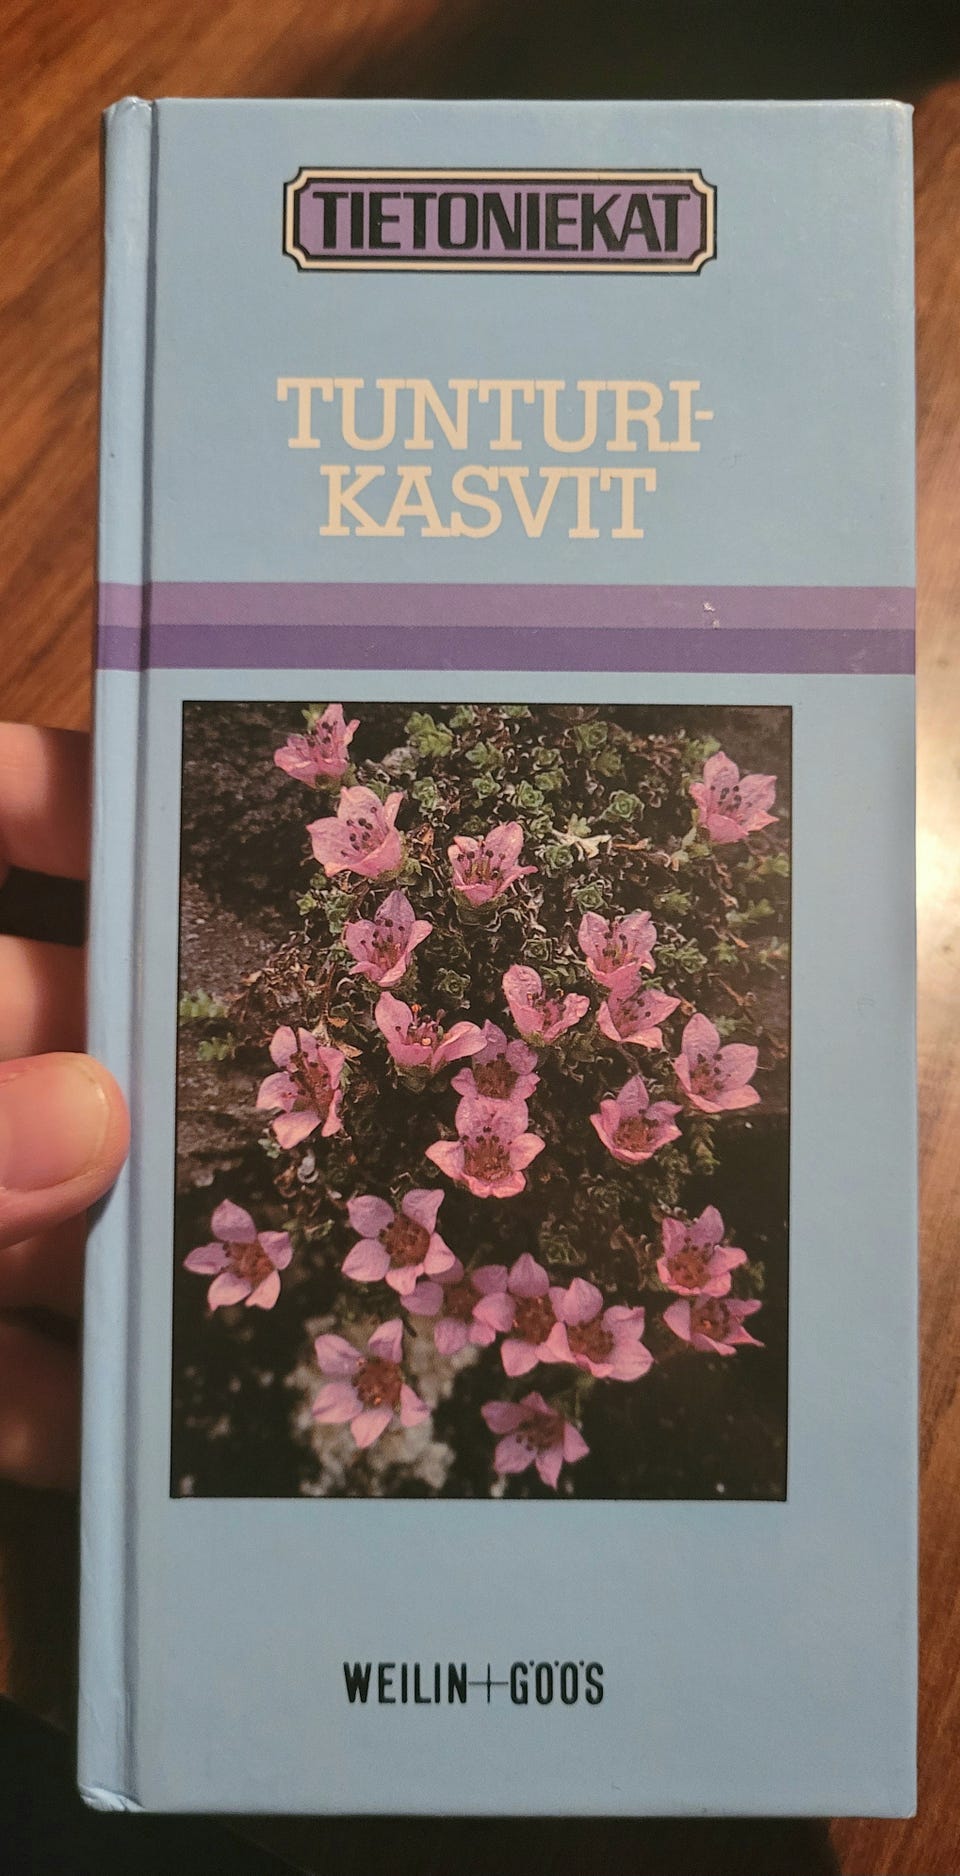 TIETONIEKAT
TUNTURI-
KASVIT
WEILIN+GÖÖS